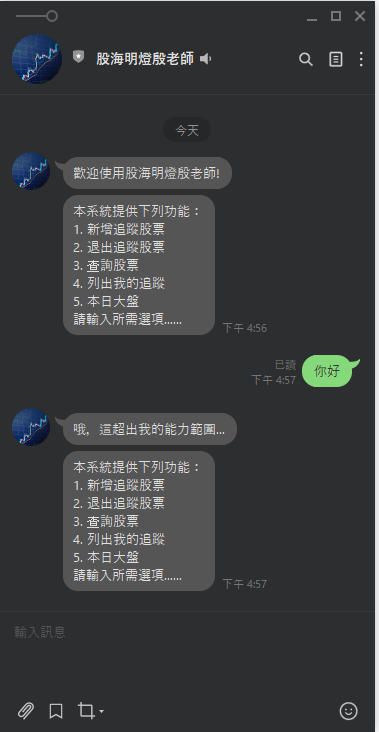 股海明燈殷老師
今天
歡迎使用股海明燈殷老師!
本系統提供下列功能：
1. 新增追蹤股票
2. 退出追蹤股票
3. 查詢股票
4. 列出我的追蹤
5. 本日大盤
請輸入所需選項......
下午 4:56
已讀
下午 4:57
你好
哦，這超出我的能力範圍...
本系統提供下列功能：
1. 新增追蹤股票
2. 退出追蹤股票
3. 查詢股票
4. 列出我的追蹤
5. 本日大盤
請輸入所需選項......
下午 4:57
輸入訊息